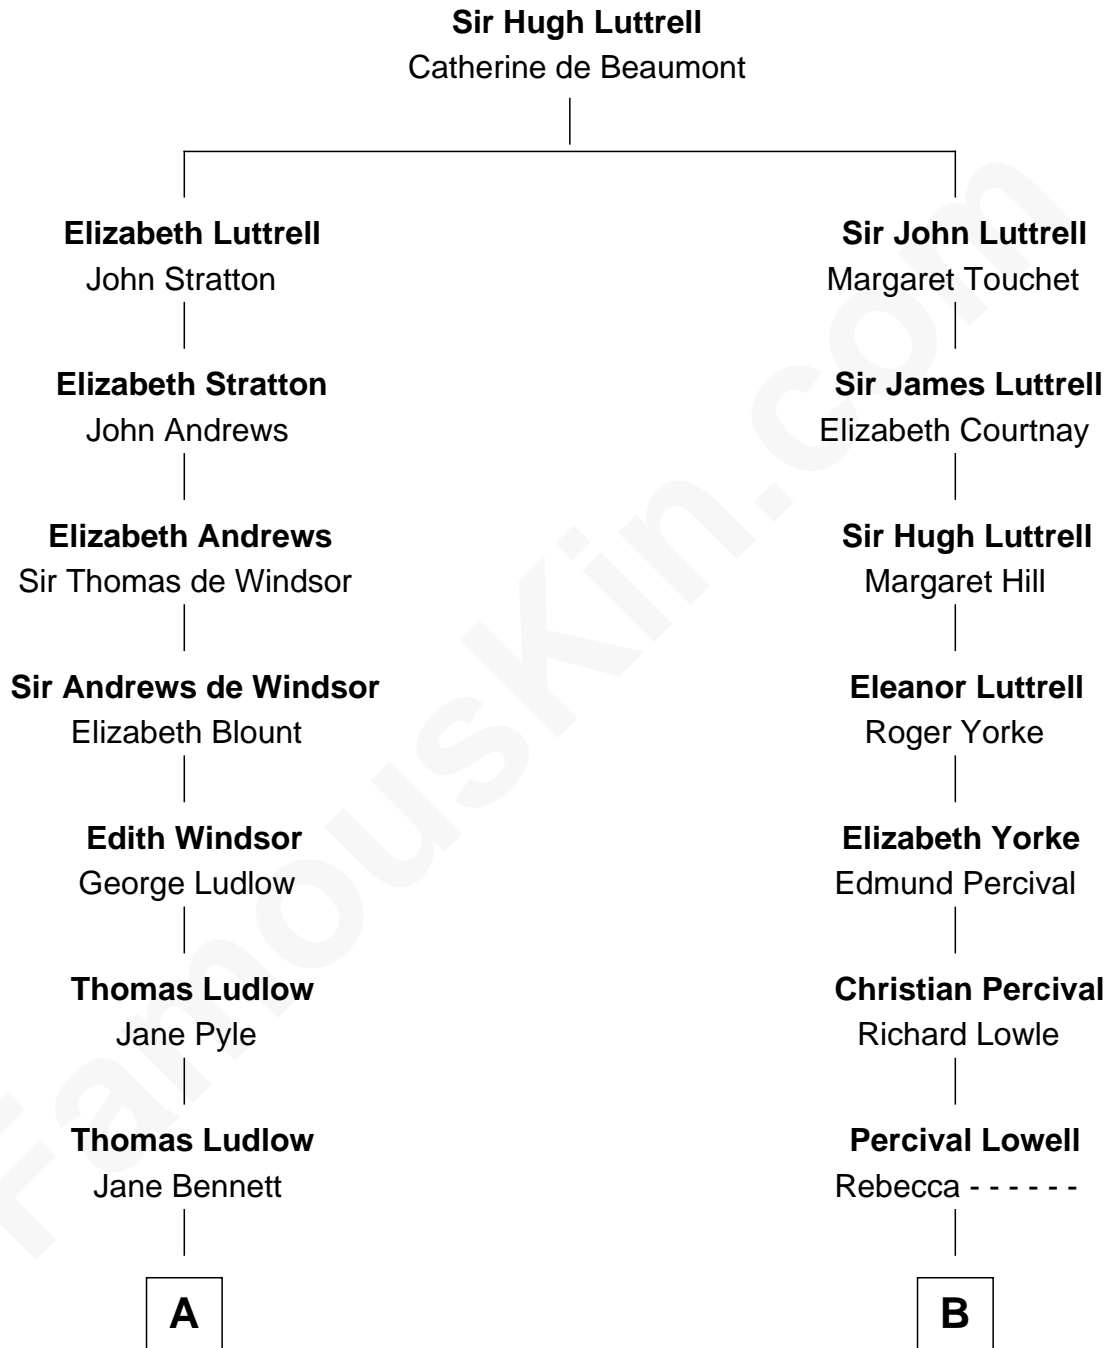 Sir Hugh Luttrell
Catherine de Beaumont
Elizabeth Luttrell
John Stratton
Elizabeth Stratton
John Andrews
Elizabeth Andrews
Sir Thomas de Windsor
Sir Andrews de Windsor
Elizabeth Blount
Edith Windsor
George Ludlow
Thomas Ludlow
Jane Pyle
Thomas Ludlow
Jane Bennett
A
Sir John Luttrell
Margaret Touchet
Sir James Luttrell
Elizabeth Courtnay
Sir Hugh Luttrell
Margaret Hill
Eleanor Luttrell
Roger Yorke
Elizabeth Yorke
Edmund Percival
Christian Percival
Richard Lowle
Percival Lowell
Rebecca - - - - - -
B
FamousKin.com